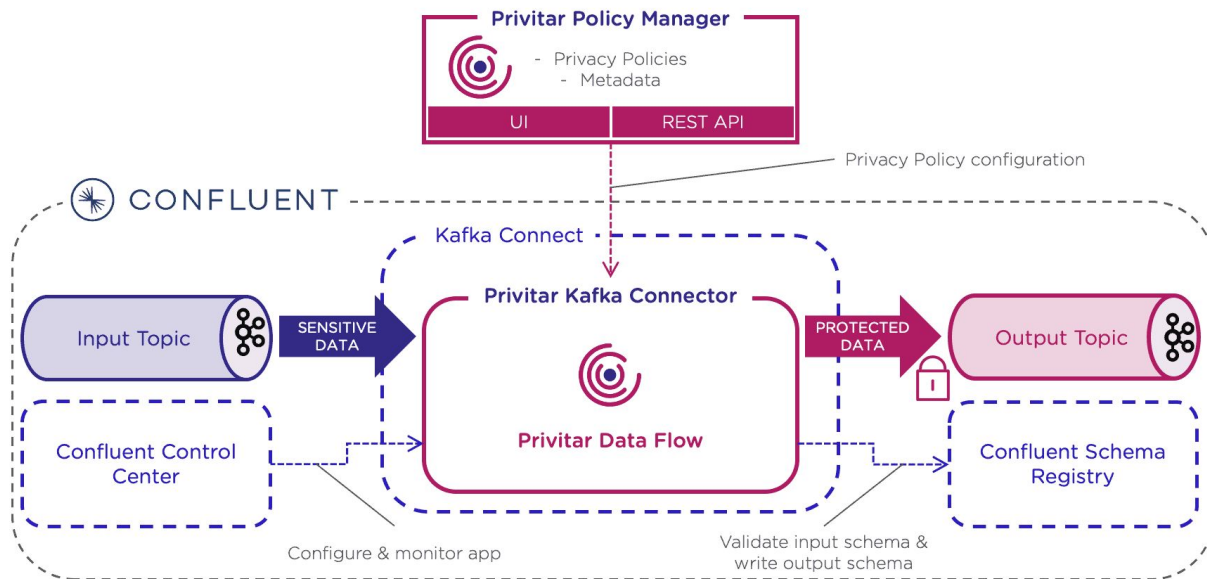 Privitar Policy Manager
- Privacy Policies
- Metadata
UI
REST API
Privacy Policy configuration
CONFLUENT
Kafka Connect
Privitar Kafka Connector
Input Topic
SENSITIVE
DATA
PROTECTED
DATA
Output Topic
Privitar Data Flow
Confluent Control
Center
Confluent Schema
Registry
Configure & monitor app
Validate input schema &
write output schema